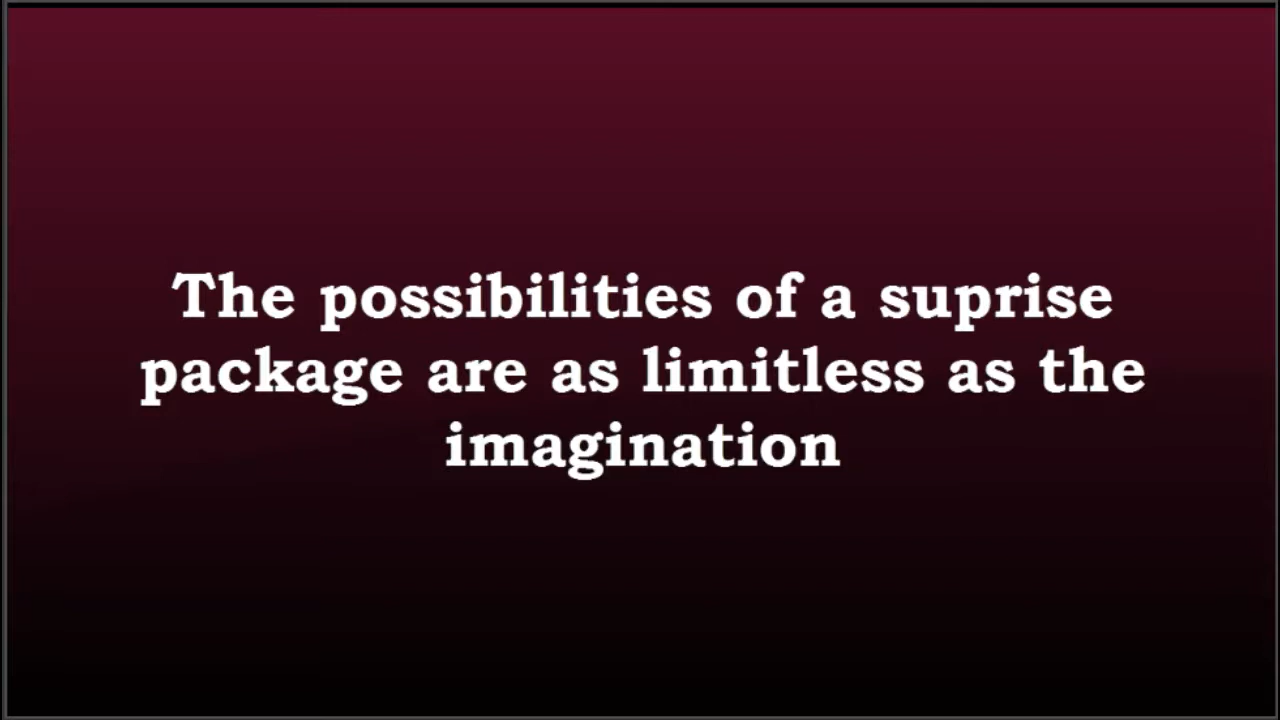 The possibilities of a suprise
package are as limitless as the
imagination